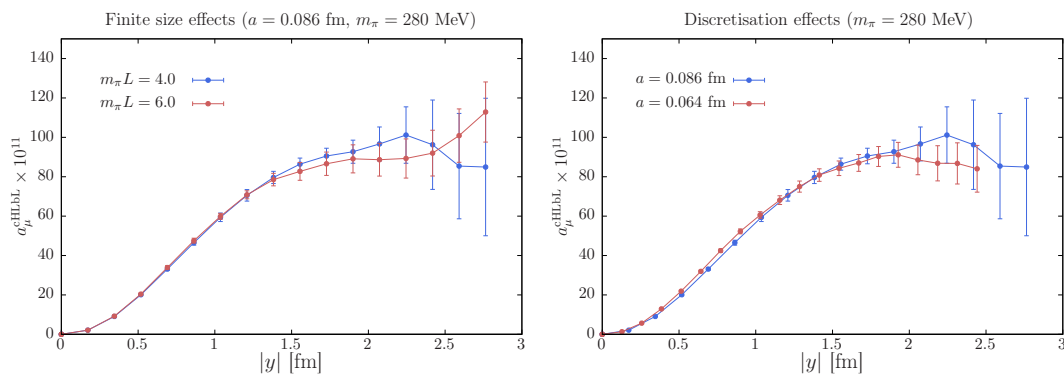 Finite size effects (a = 0.086 fm, m_π = 280 MeV)
m_πL = 4.0
m_πL = 6.0
a_μ^cHLbL × 10^11
140
120
100
80
60
40
20
0
0 0.5 1 1.5 2 2.5 3
|y| [fm]
Discretisation effects (m_π = 280 MeV)
a = 0.086 fm
a = 0.064 fm
a_μ^cHLbL × 10^11
140
120
100
80
60
40
20
0
0 0.5 1 1.5 2 2.5 3
|y| [fm]